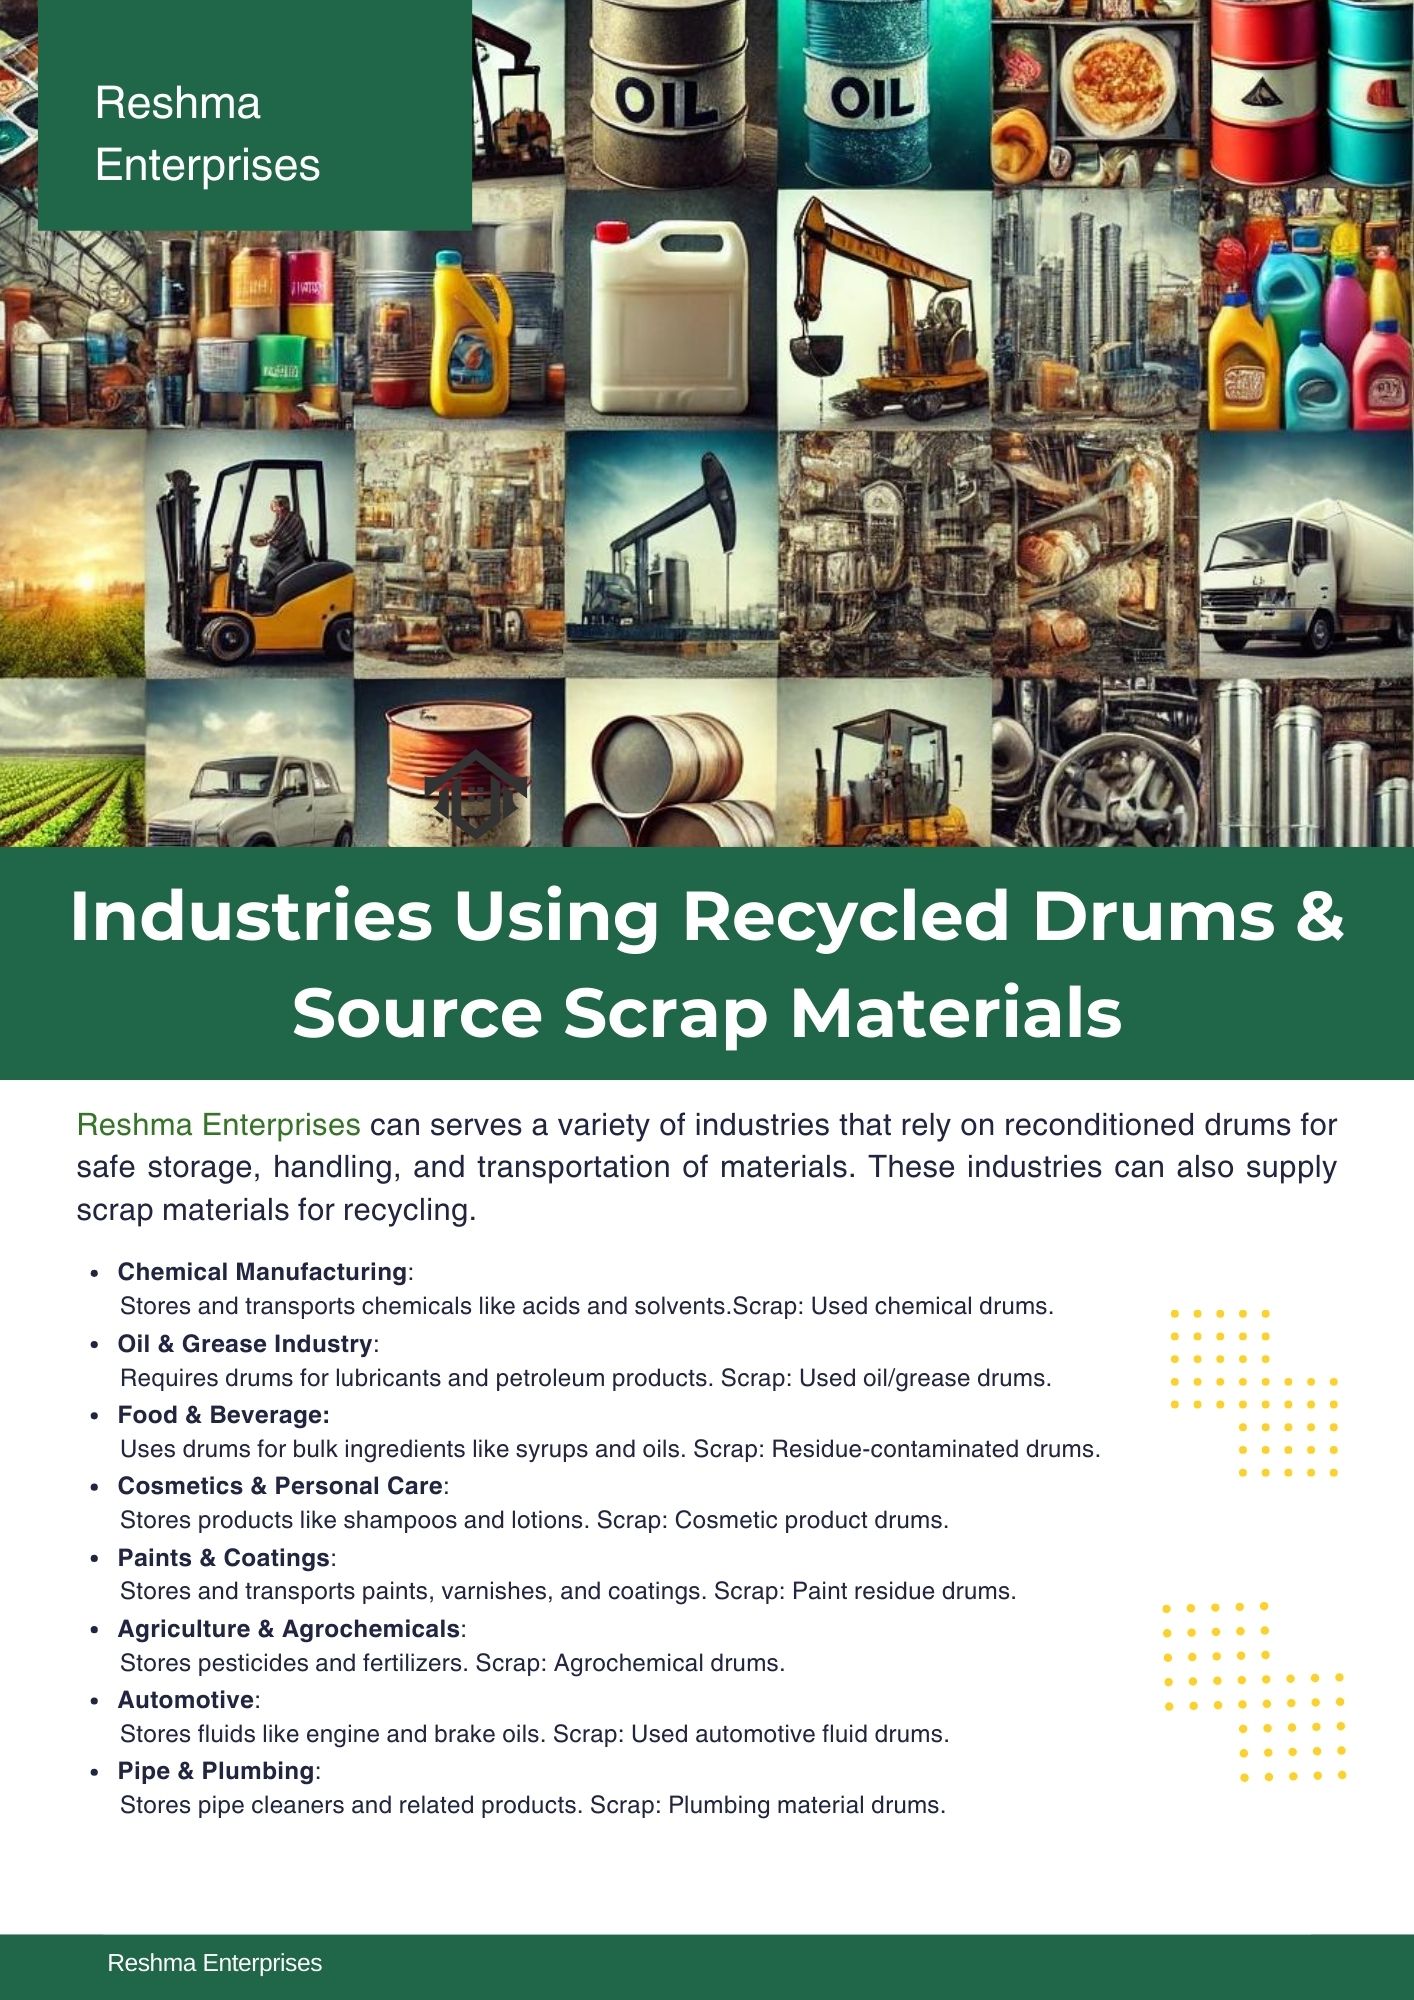 Reshma
Enterprises
OIL
OIL
Industries Using Recycled Drums &
Source Scrap Materials
Reshma Enterprises can serves a variety of industries that rely on reconditioned drums for
safe storage, handling, and transportation of materials. These industries can also supply
scrap materials for recycling.
• Chemical Manufacturing:
Stores and transports chemicals like acids and solvents.Scrap: Used chemical drums.
• Oil & Grease Industry:
Requires drums for lubricants and petroleum products. Scrap: Used oil/grease drums.
• Food & Beverage:
Uses drums for bulk ingredients like syrups and oils. Scrap: Residue-contaminated drums.
• Cosmetics & Personal Care:
Stores products like shampoos and lotions. Scrap: Cosmetic product drums.
• Paints & Coatings:
Stores and transports paints, varnishes, and coatings. Scrap: Paint residue drums.
• Agriculture & Agrochemicals:
Stores pesticides and fertilizers. Scrap: Agrochemical drums.
• Automotive:
Stores fluids like engine and brake oils. Scrap: Used automotive fluid drums.
• Pipe & Plumbing:
Stores pipe cleaners and related products. Scrap: Plumbing material drums.
Reshma Enterprises